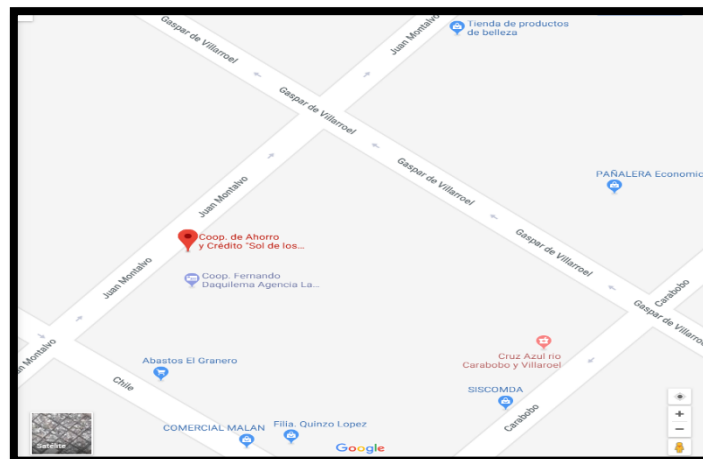 Gaspar de Villarroel
Juan Montalvo
Tienda de productos
de belleza
Gaspar de Villarroel
Gaspar de Villarroel
PAÑALERA Economic
Juan Montalvo
Coop. de Ahorro
y Crédito "Sol de los...
Gaspar de Villarroel
Juan Montalvo
Coop. Fernando
Daquilema Agencia La...
Carabobo
Gaspar de Villarroel
an Montalvo
Abastos El Granero
Cruz Azul rio
Carabobo y Villaroel
Chile
SISCOMDA
Carabobo
COMERCIAL MALAN
Filia. Quinzo Lopez
Satélite
Google
+
−